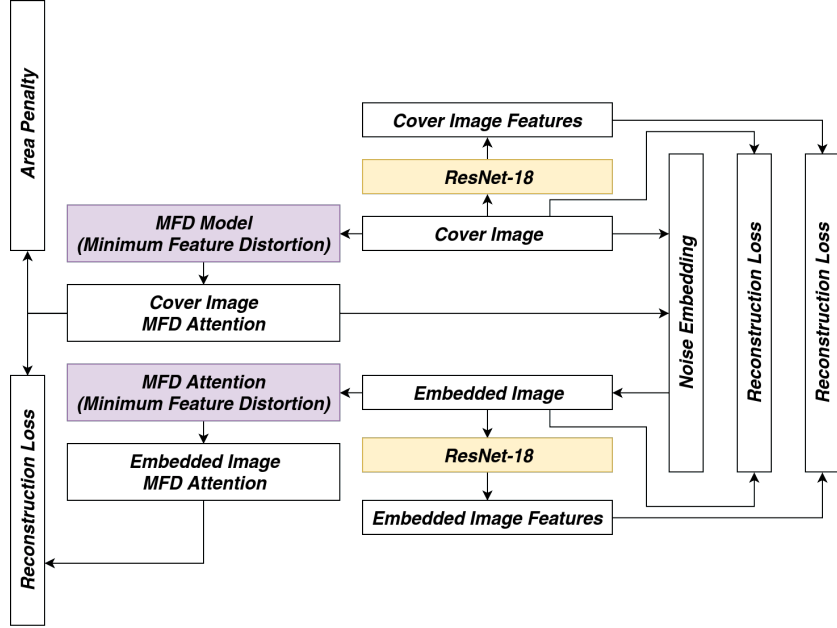 Area Penalty
Cover Image Features
ResNet-18
MFD Model
(Minimum Feature Distortion)
Cover Image
Cover Image
MFD Attention
Noise Embedding
Reconstruction Loss
Reconstruction Loss
Reconstruction Loss
MFD Attention
(Minimum Feature Distortion)
Embedded Image
Embedded Image
MFD Attention
ResNet-18
Embedded Image Features